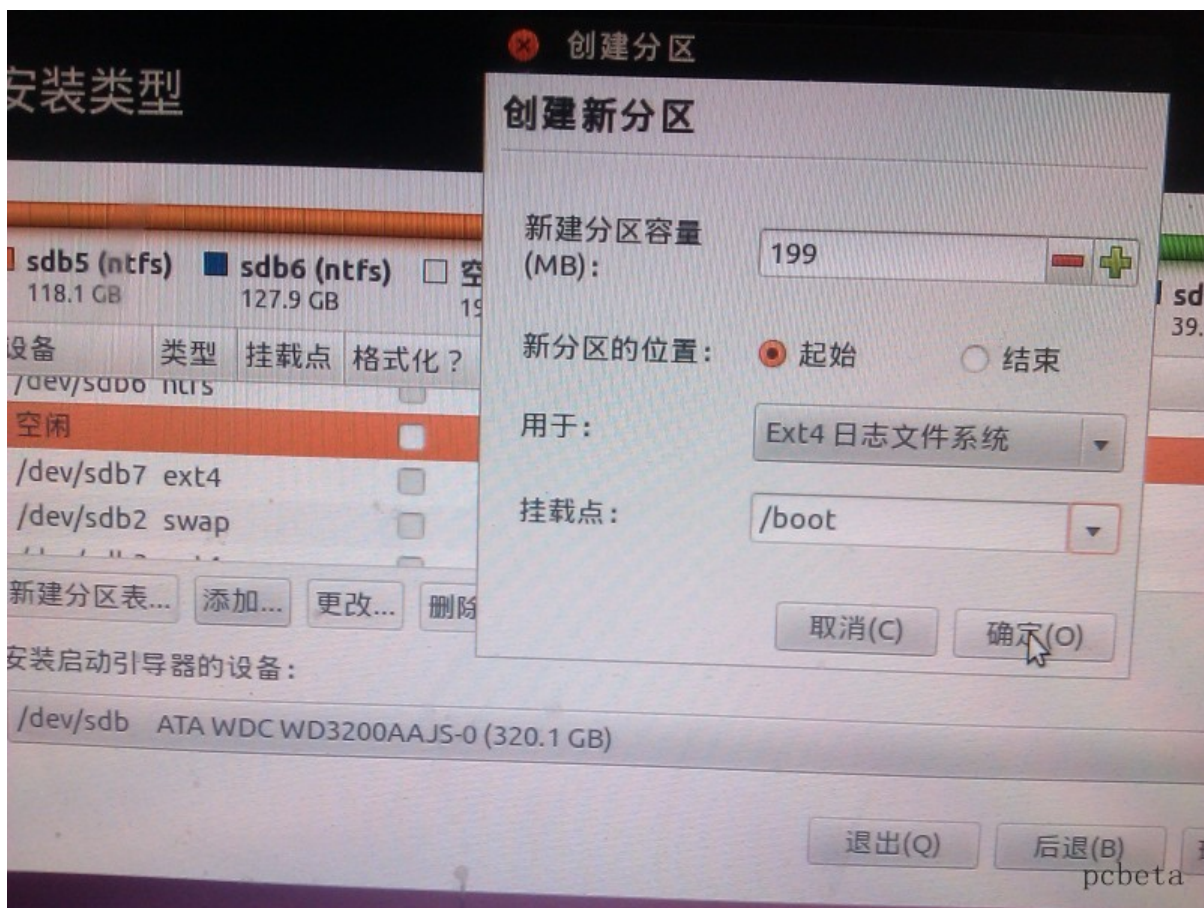 创建分区
安装类型
创建新分区
新建分区容量
(MB):
199
sdb5 (ntfs)
sdb6 (ntfs)
118.1 GB
127.9 GB
39.
新分区的位置:
起始
结束
设备
类型
挂载点
格式化?
/dev/sdb6 ntfs
用于:
Ext4 日志文件系统
空闲
/dev/sdb7 ext4
挂载点:
/boot
/dev/sdb2 swap
新建分区表...
添加...
更改...
删除
取消(C)
确定(O)
安装启动引导器的设备:
/dev/sdb ATA WDC WD3200AAJS-0 (320.1 GB)
退出(Q)
后退(B)
pcbeta